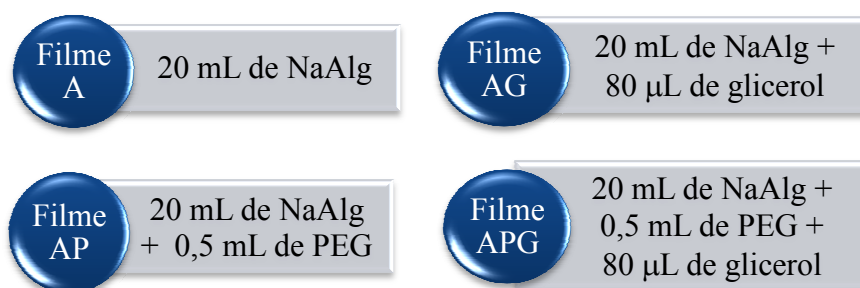 Filme
A
20 mL de NaAlg
Filme
AG
20 mL de NaAlg +
80 μL de glicerol
Filme
AP
20 mL de NaAlg
+ 0,5 mL de PEG
Filme
APG
20 mL de NaAlg +
0,5 mL de PEG +
80 μL de glicerol